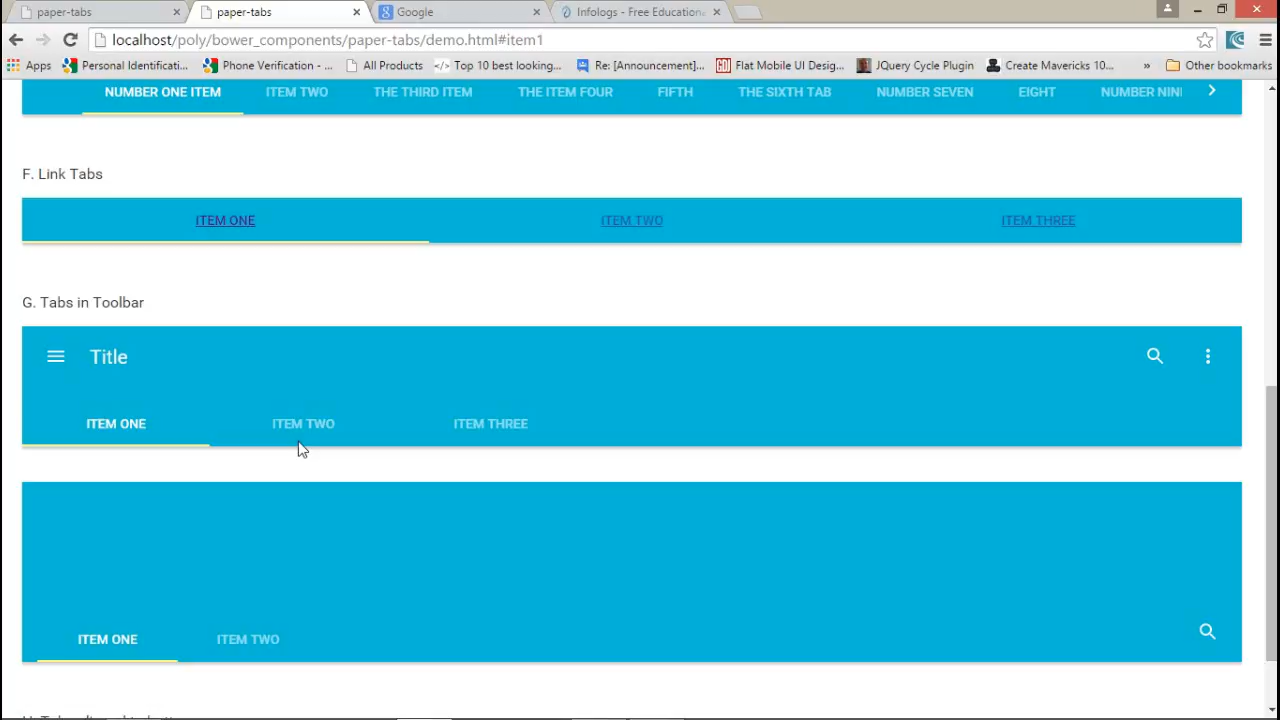 paper-tabs
paper-tabs
Google
Infologs - Free Education
localhost/poly/bower_components/paper-tabs/demo.html#item1
Apps
Personal Identificati...
Phone Verification - ...
All Products
</> Top 10 best looking...
Re: [Announcement]...
Flat Mobile UI Desig...
JQuery Cycle Plugin
Create Mavericks 10...
»
Other bookmarks
NUMBER ONE ITEM
ITEM TWO
THE THIRD ITEM
THE ITEM FOUR
FIFTH
THE SIXTH TAB
NUMBER SEVEN
EIGHT
NUMBER NIN
F. Link Tabs
ITEM ONE
ITEM TWO
ITEM THREE
G. Tabs in Toolbar
Title
ITEM ONE
ITEM TWO
ITEM THREE
ITEM ONE
ITEM TWO